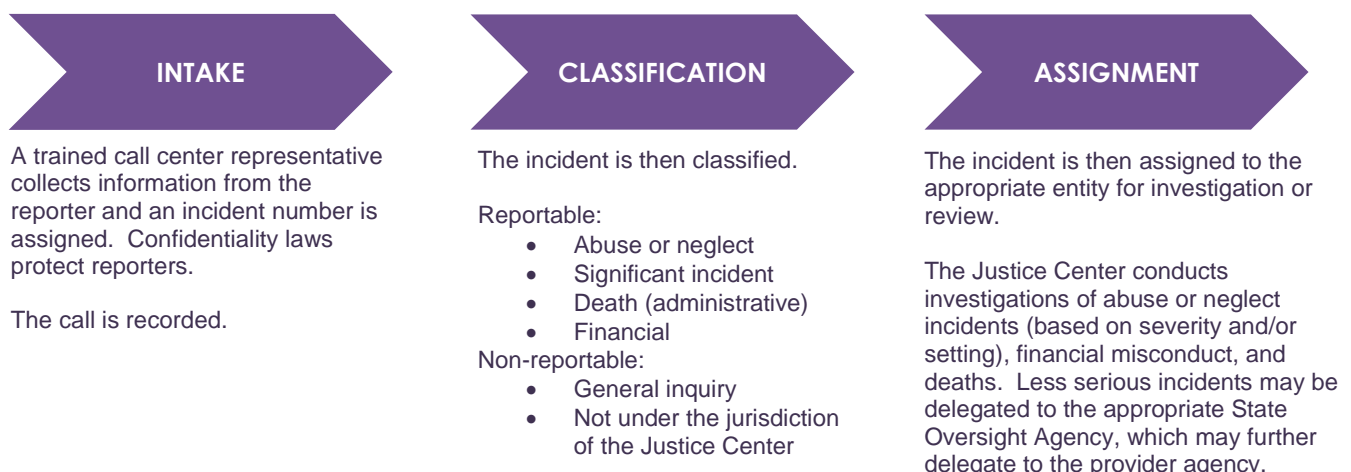 INTAKE
A trained call center representative
collects information from the
reporter and an incident number is
assigned.  Confidentiality laws
protect reporters.
The call is recorded.
CLASSIFICATION
The incident is then classified.
Reportable:
• Abuse or neglect
• Significant incident
• Death (administrative)
• Financial
Non-reportable:
• General inquiry
• Not under the jurisdiction
of the Justice Center
ASSIGNMENT
The incident is then assigned to the
appropriate entity for investigation or
review.
The Justice Center conducts
investigations of abuse or neglect
incidents (based on severity and/or
setting), financial misconduct, and
deaths.  Less serious incidents may be
delegated to the appropriate State
Oversight Agency, which may further
delegate to the provider agency.